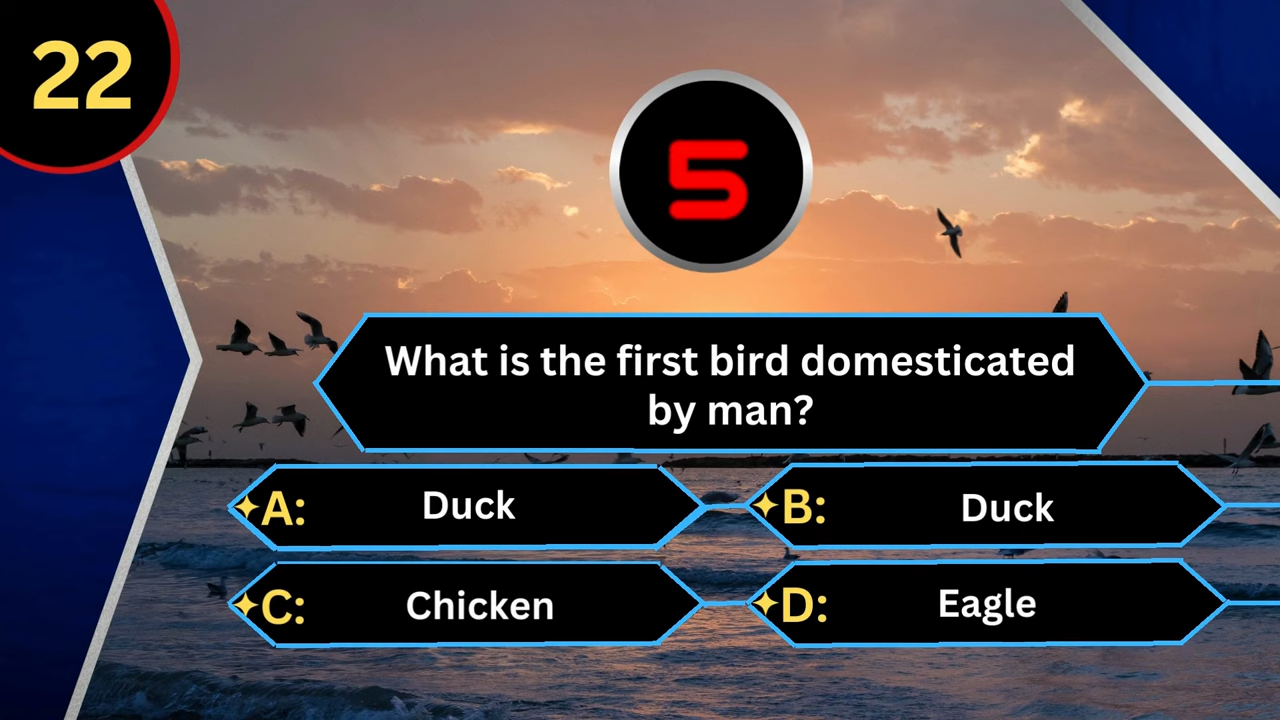 22
5
What is the first bird domesticated
by man?
A: Duck
B: Duck
C: Chicken
D: Eagle